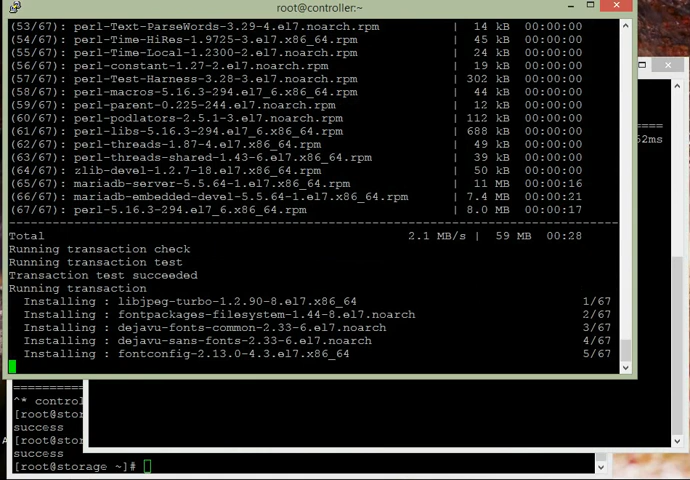 root@controller:~
(53/67): perl-Text-ParseWords-3.29-4.el7.noarch.rpm | 14 kB 00:00:00
(54/67): perl-Time-HiRes-1.9725-3.el7.x86_64.rpm | 45 kB 00:00:00
(55/67): perl-Time-Local-1.2300-2.el7.noarch.rpm | 24 kB 00:00:00
(56/67): perl-constant-1.27-2.el7.noarch.rpm | 19 kB 00:00:00
(57/67): perl-Test-Harness-3.28-3.el7.noarch.rpm | 302 kB 00:00:00
(58/67): perl-macros-5.16.3-294.el7_6.x86_64.rpm | 44 kB 00:00:00
(59/67): perl-parent-0.225-244.el7.noarch.rpm | 12 kB 00:00:00
(60/67): perl-podlators-2.5.1-3.el7.noarch.rpm | 112 kB 00:00:00
(61/67): perl-libs-5.16.3-294.el7_6.x86_64.rpm | 688 kB 00:00:00
(62/67): perl-threads-1.87-4.el7.x86_64.rpm | 49 kB 00:00:00
(63/67): perl-threads-shared-1.43-6.el7.x86_64.rpm | 39 kB 00:00:00
(64/67): zlib-devel-1.2.7-18.el7.x86_64.rpm | 50 kB 00:00:00
(65/67): mariadb-server-5.5.64-1.el7.x86_64.rpm | 11 MB 00:00:16
(66/67): mariadb-embedded-devel-5.5.64-1.el7.x86_64.rpm | 7.4 MB 00:00:21
(67/67): perl-5.16.3-294.el7_6.x86_64.rpm | 8.0 MB 00:00:17
--------------------------------------------------------------------------------
Total 2.1 MB/s | 59 MB 00:28
Running transaction check
Running transaction test
Transaction test succeeded
Running transaction
Installing : libjpeg-turbo-1.2.90-8.el7.x86_64 1/67
Installing : fontpackages-filesystem-1.44-8.el7.noarch 2/67
Installing : dejavu-fonts-common-2.33-6.el7.noarch 3/67
Installing : dejavu-sans-fonts-2.33-6.el7.noarch 4/67
Installing : fontconfig-2.13.0-4.3.el7.x86_64 5/67
====
52ms
==========
^* control
[root@stor
success
[root@stor
success
[root@storage ~]#